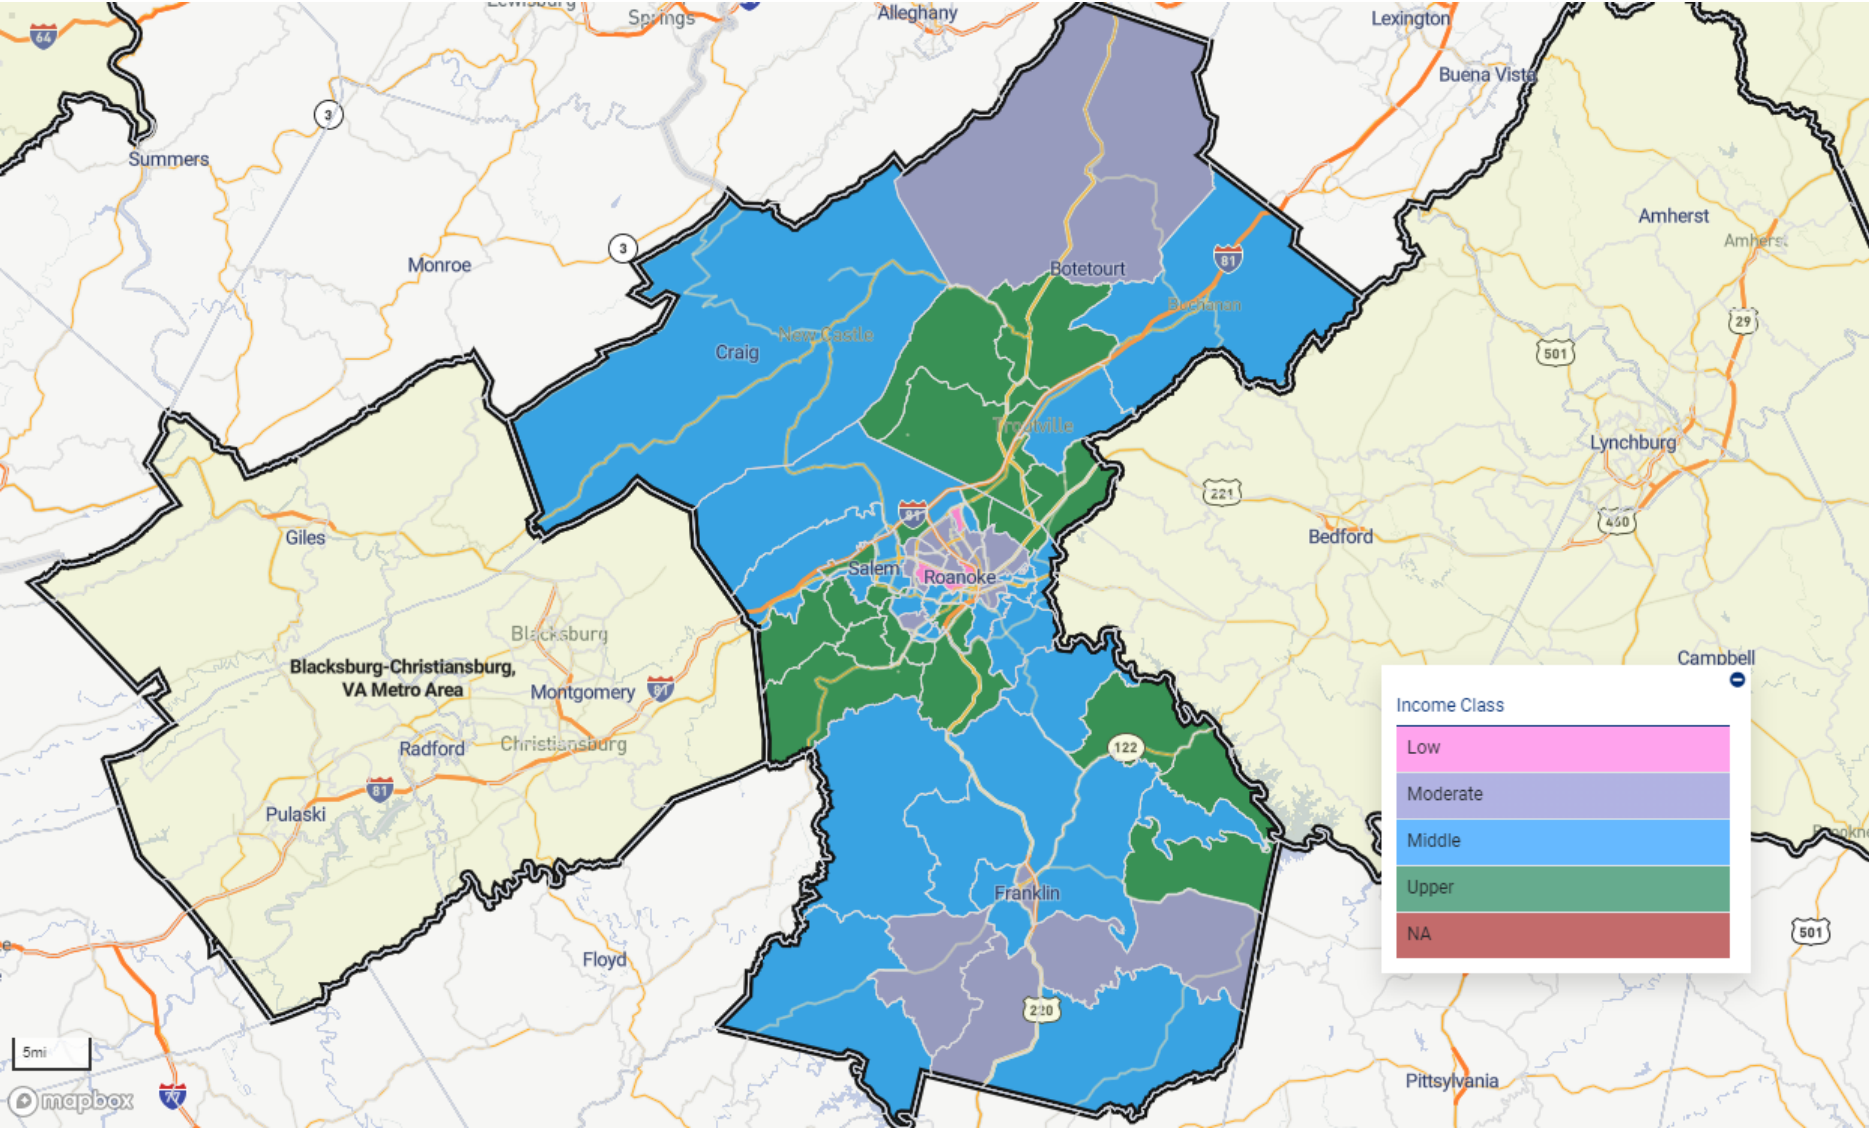 Lewisburg
Springs
Alleghany
Lexington
64
Buena Vista
3
Summers
Amherst
Amherst
3
Monroe
81
Botetourt
Buchanan
29
New Castle
Craig
501
Troutville
Lynchburg
221
81
460
Giles
Bedford
Salem
Roanoke
Blacksburg
Blacksburg-Christiansburg,
VA Metro Area
Campbell
Montgomery
81
Income Class
Christiansburg
Radford
122
Low
81
Moderate
Pulaski
Middle
Upper
Franklin
NA
501
Floyd
220
5mi
Pittsylvania
77
mapbox